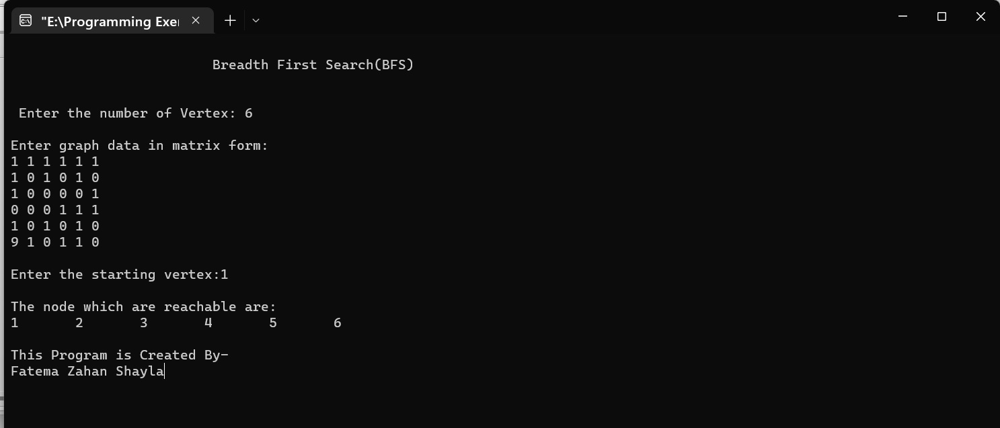 "E:\Programming Exer
Breadth First Search(BFS)
Enter the number of Vertex: 6
Enter graph data in matrix form:
1 1 1 1 1 1
1 0 1 0 1 0
1 0 0 0 0 1
0 0 0 1 1 1
1 0 1 0 1 0
9 1 0 1 1 0
Enter the starting vertex:1
The node which are reachable are:
1 2 3 4 5 6
This Program is Created By-
Fatema Zahan Shayla